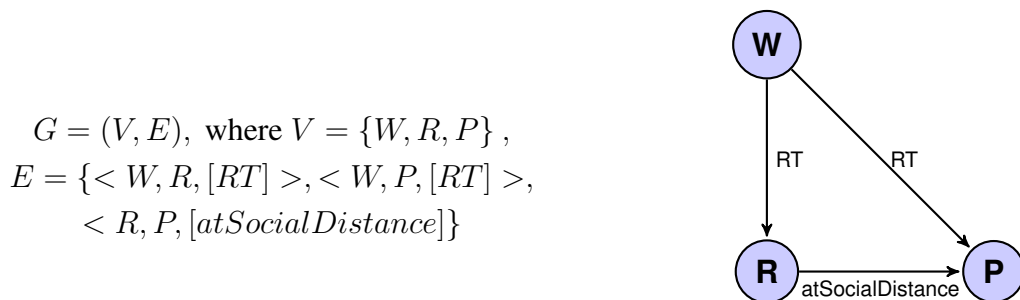 G = (V, E), where V = {W, R, P} ,
E = {< W, R, [RT] >, < W, P, [RT] >,
< R, P, [atSocialDistance]}
W
RT
RT
R
P
atSocialDistance